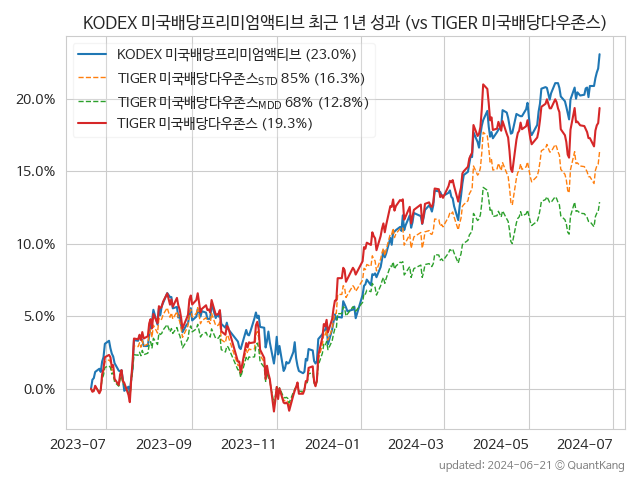 KODEX 미국배당프리미엄액티브 최근 1년 성과 (vs TIGER 미국배당다우존스)
KODEX 미국배당프리미엄액티브 (23.0%)
TIGER 미국배당다우존스STD 85% (16.3%)
TIGER 미국배당다우존스MDD 68% (12.8%)
TIGER 미국배당다우존스 (19.3%)
20.0%
15.0%
10.0%
5.0%
0.0%
2023-07 2023-09 2023-11 2024-01 2024-03 2024-05 2024-07
updated: 2024-06-21 © QuantKang